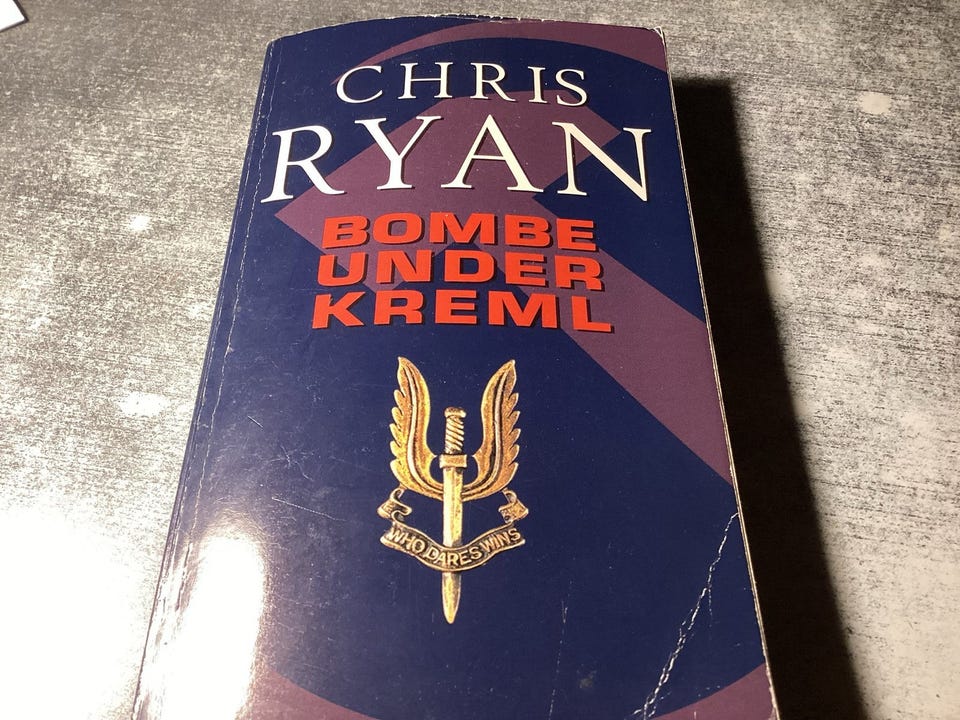 CHRIS
RYAN
BOMBE
UNDER
KREML
WHO DARES WINS